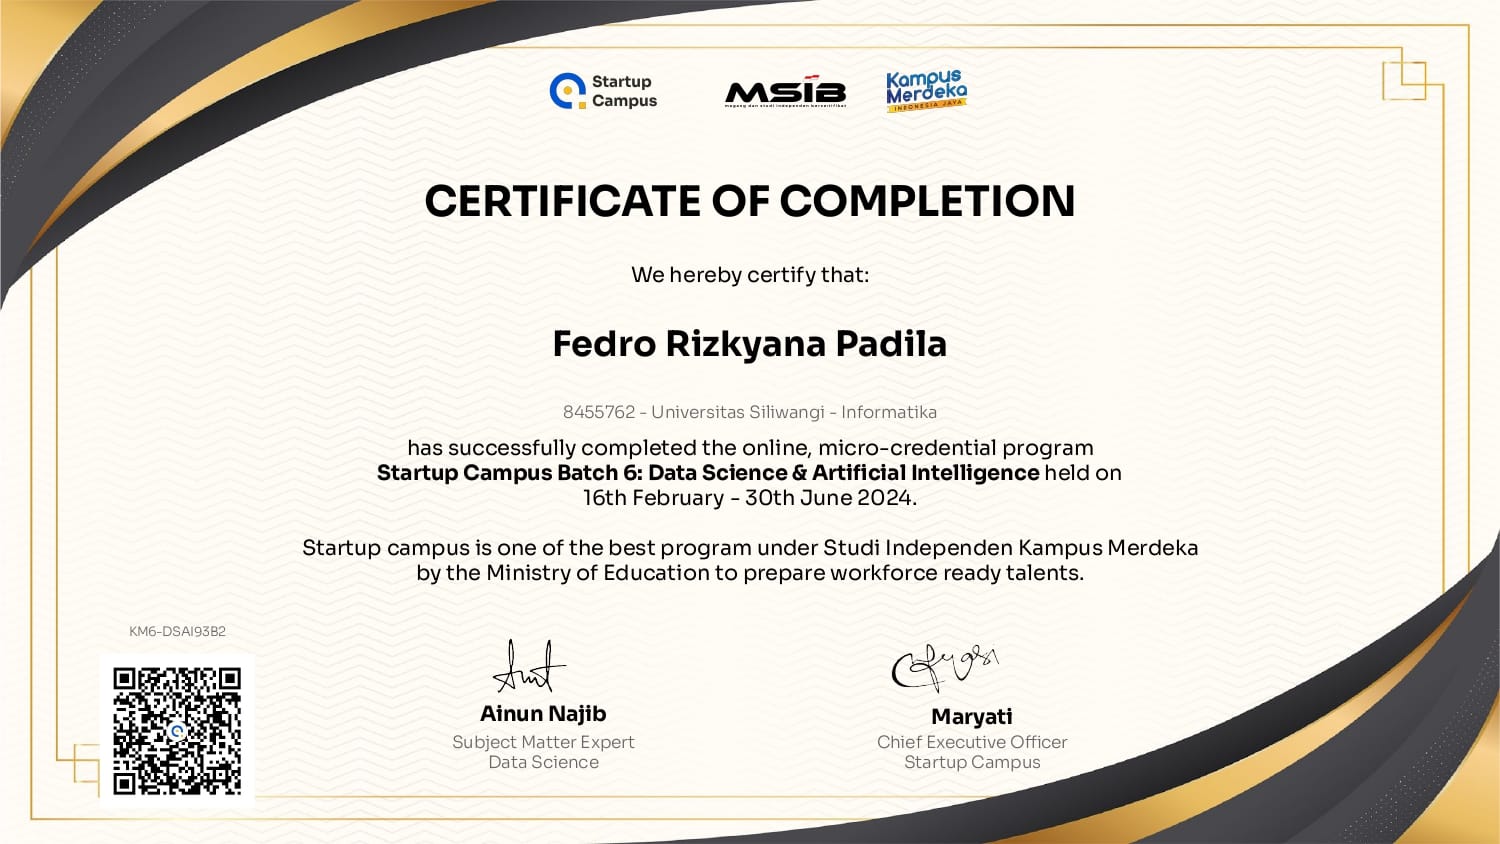 Startup
Campus
MSIB
magang dan studi independen bersertifikat
Kampus
Merdeka
INDONESIA JAYA
CERTIFICATE OF COMPLETION
We hereby certify that:
Fedro Rizkyana Padila
8455762 - Universitas Siliwangi - Informatika
has successfully completed the online, micro-credential program
Startup Campus Batch 6: Data Science & Artificial Intelligence held on
16th February - 30th June 2024.
Startup campus is one of the best program under Studi Independen Kampus Merdeka
by the Ministry of Education to prepare workforce ready talents.
KM6-DSAI93B2
Ainun Najib
Subject Matter Expert
Data Science
Maryati
Chief Executive Officer
Startup Campus